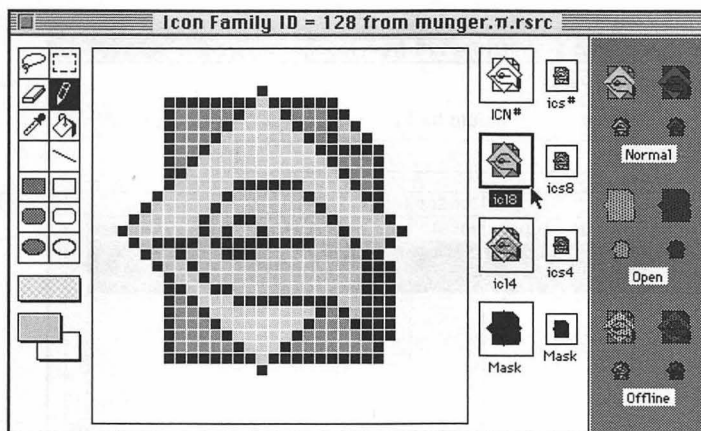 Icon Family ID = 128 from munger.π.rsrc
ICN#
ics#
Normal
icl8
ics8
Open
icl4
ics4
Mask
Mask
Offline